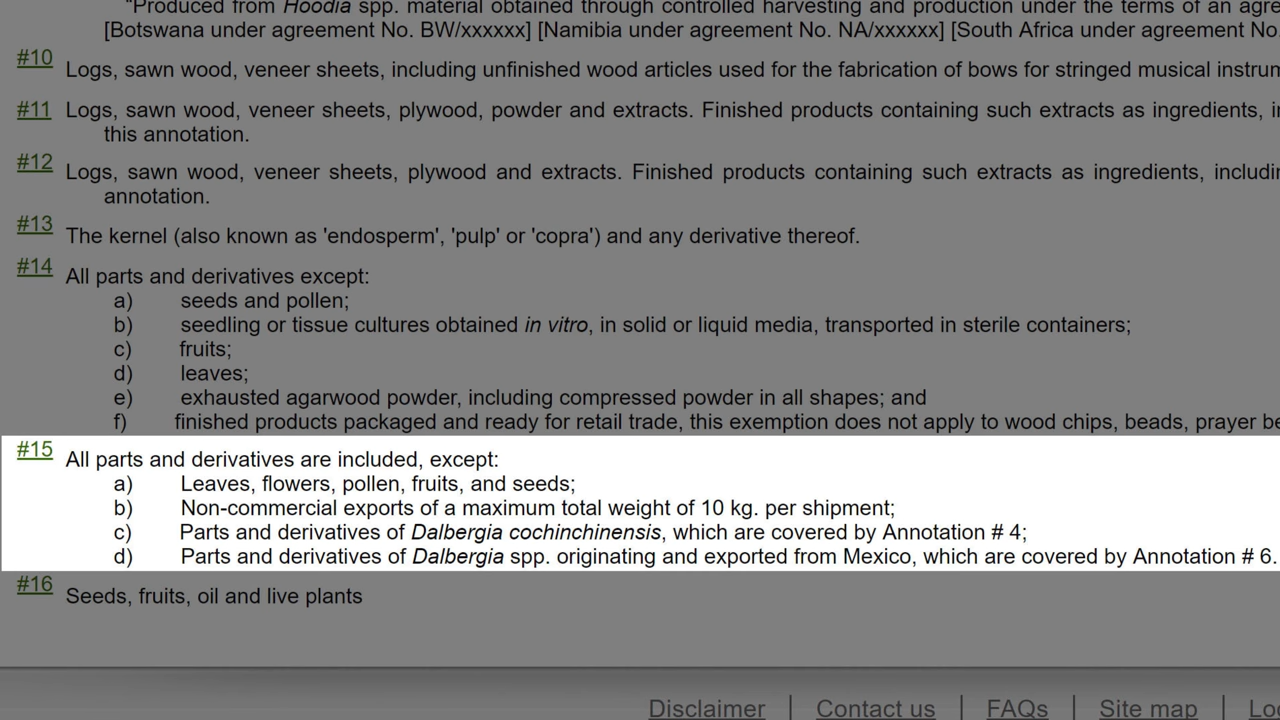 "Produced from Hoodia spp. material obtained through controlled harvesting and production under the terms of an
[Botswana under agreement No. BW/xxxxxx] [Namibia under agreement No. NA/xxxxxx] [South Africa under agreement No.
#10 Logs, sawn wood, veneer sheets, including unfinished wood articles used for the fabrication of bows for stringed musical
#11 Logs, sawn wood, veneer sheets, plywood, powder and extracts. Finished products containing such extracts as ingredients,
this annotation.
#12 Logs, sawn wood, veneer sheets, plywood and extracts. Finished products containing such extracts as ingredients,
annotation.
#13 The kernel (also known as 'endosperm', 'pulp' or 'copra') and any derivative thereof.
#14 All parts and derivatives except:
a) seeds and pollen;
b) seedling or tissue cultures obtained in vitro, in solid or liquid media, transported in sterile containers;
c) fruits;
d) leaves;
e) exhausted agarwood powder, including compressed powder in all shapes; and
f) finished products packaged and ready for retail trade, this exemption does not apply to wood chips, beads, prayer
#15 All parts and derivatives are included, except:
a) Leaves, flowers, pollen, fruits, and seeds;
b) Non-commercial exports of a maximum total weight of 10 kg. per shipment;
c) Parts and derivatives of Dalbergia cochinchinensis, which are covered by Annotation # 4;
d) Parts and derivatives of Dalbergia spp. originating and exported from Mexico, which are covered by Annotation # 6.
#16 Seeds, fruits, oil and live plants
Disclaimer | Contact us | FAQs | Site map |